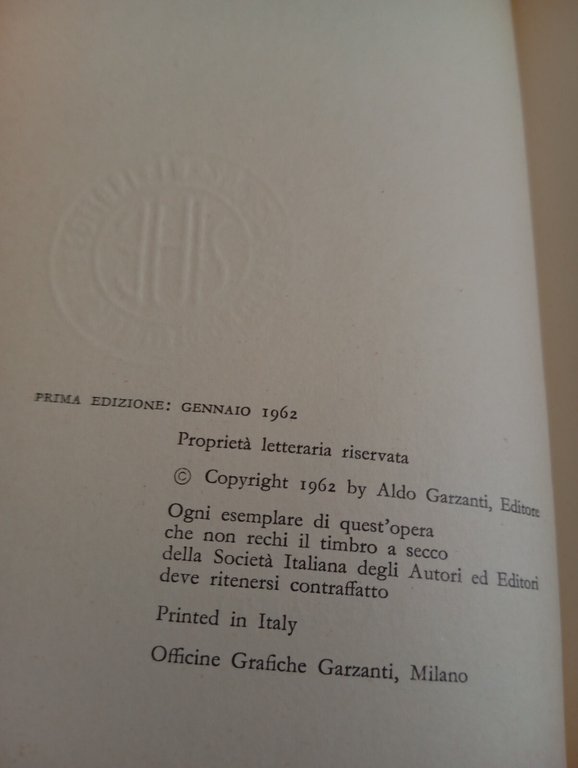 PRIMA EDIZIONE: GENNAIO 1962
Proprietà letteraria riservata
© Copyright 1962 by Aldo Garzanti, Editore
Ogni esemplare di quest'opera
che non rechi il timbro a secco
della Società Italiana degli Autori ed Editori
deve ritenersi contraffatto
Printed in Italy
Officine Grafiche Garzanti, Milano